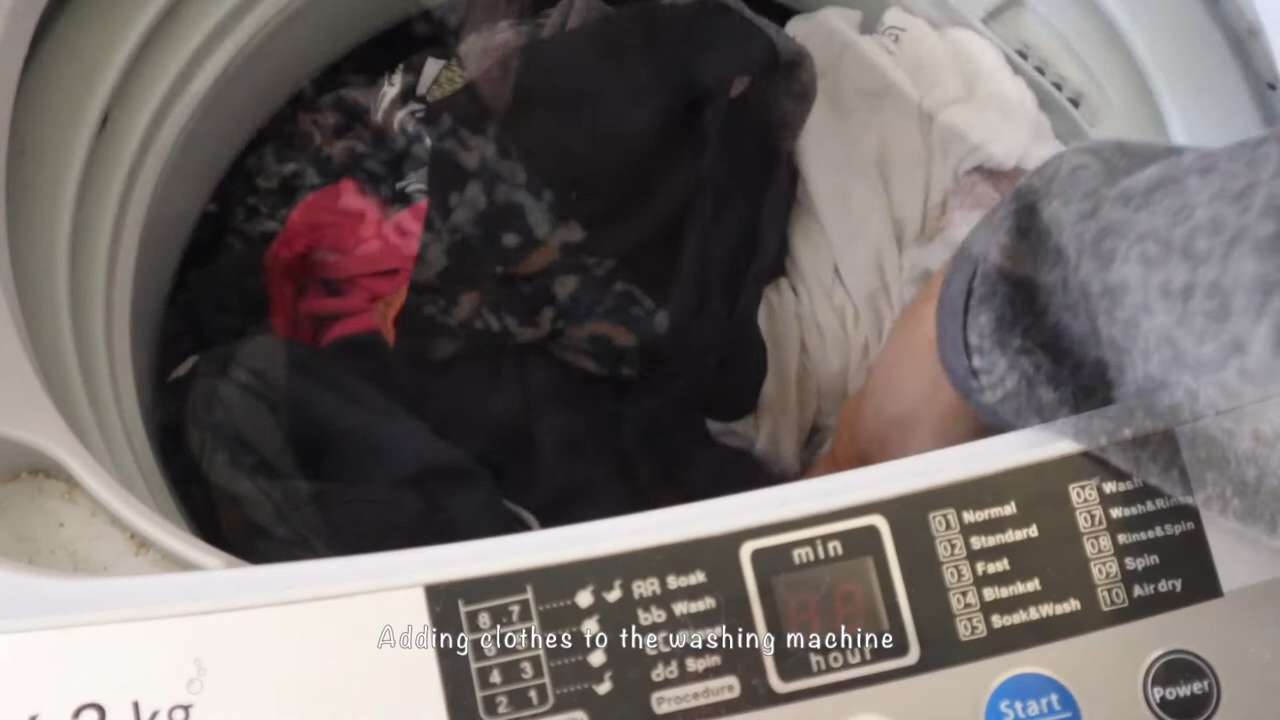 min
hour
01 Normal
02 Standard
03 Fast
04 Blanket
05 Soak&Wash
06 Wash
07 Wash&Rinse
08 Rinse&Spin
09 Spin
10 Air dry
8 7
4 3
2 1
AA Soak
bb Wash
dd Spin
Procedure
Adding clothes to the washing machine
kg
Start
Power